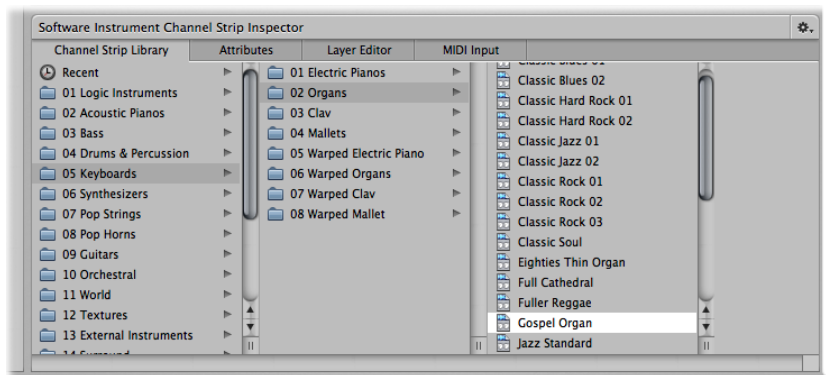 Software Instrument Channel Strip Inspector
Channel Strip Library
Attributes
Layer Editor
MIDI Input
Recent
01 Logic Instruments
02 Acoustic Pianos
03 Bass
04 Drums & Percussion
05 Keyboards
06 Synthesizers
07 Pop Strings
08 Pop Horns
09 Guitars
10 Orchestral
11 World
12 Textures
13 External Instruments
14 Surround
01 Electric Pianos
02 Organs
03 Clav
04 Mallets
05 Warped Electric Piano
06 Warped Organs
07 Warped Clav
08 Warped Mallet
Classic Blues 01
Classic Blues 02
Classic Hard Rock 01
Classic Hard Rock 02
Classic Jazz 01
Classic Jazz 02
Classic Rock 01
Classic Rock 02
Classic Rock 03
Classic Soul
Eighties Thin Organ
Full Cathedral
Fuller Reggae
Gospel Organ
Jazz Standard